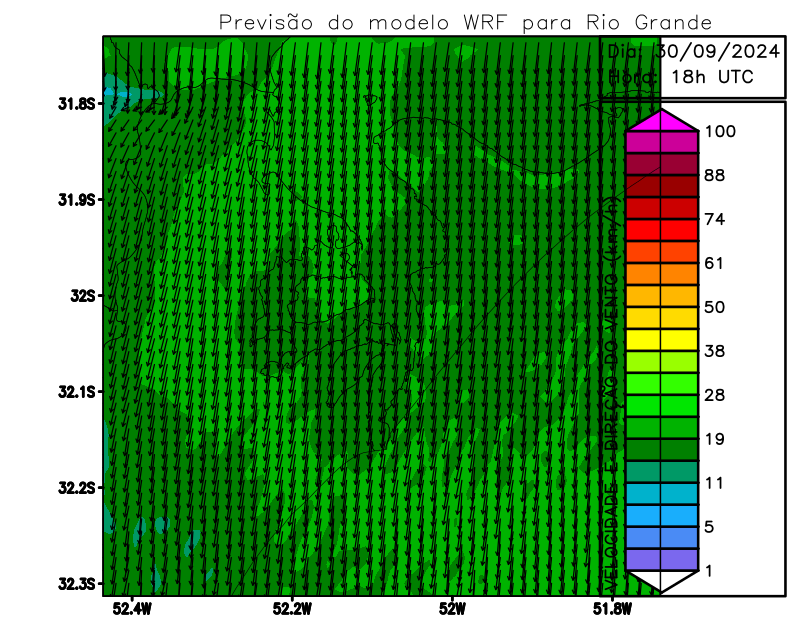 Previsão do modelo WRF para Rio Grande
Dia: 30/09/2024
Hora: 18h UTC
31.8S
31.9S
32S
32.1S
32.2S
32.3S
52.4W
52.2W
52W
51.8W
VELOCIDADE E DIREÇÃO DO VENTO (km/h)
100
88
74
61
50
38
28
19
11
5
1